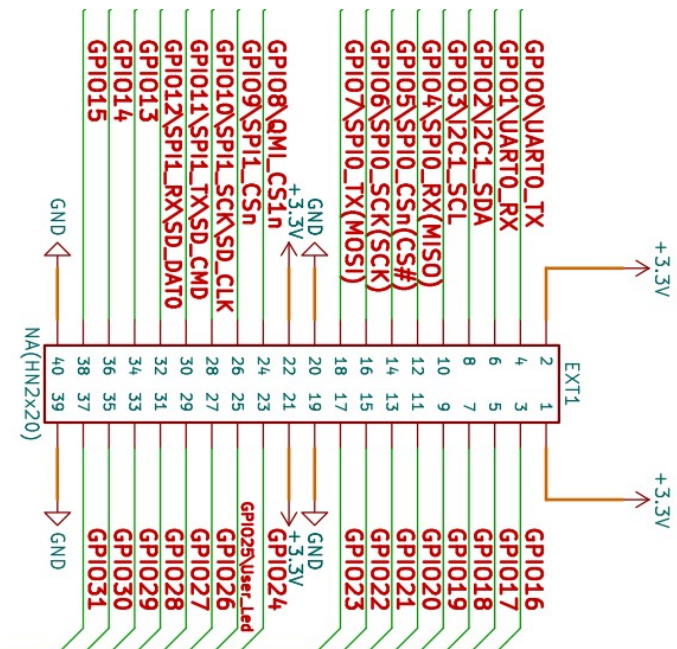 +3.3V +3.3V
EXT1
2 1
GPIO0\UART0_TX 4 3 GPIO16
GPIO1\UART0_RX 6 5 GPIO17
GPIO2\I2C1_SDA 8 7 GPIO18
GPIO3\I2C1_SCL 10 9 GPIO19
GPIO4\SPI0_RX(MISO) 12 11 GPIO20
GPIO5\SPI0_CSn(CS#) 14 13 GPIO21
GPIO6\SPI0_SCK(SCK) 16 15 GPIO22
GPIO7\SPI0_TX(MOSI) 18 17 GPIO23
GND 20 19 GND
+3.3V 22 21 +3.3V
GPIO8\QMI_CS1n 24 23 GPIO24
GPIO9\SPI1_CSn 26 25 GPIO25\User_Led
GPIO10\SPI1_SCK\SD_CLK 28 27 GPIO26
GPIO11\SPI1_TX\SD_CMD 30 29 GPIO27
GPIO12\SPI1_RX\SD_DAT0 32 31 GPIO28
GPIO13 34 33 GPIO29
GPIO14 36 35 GPIO30
GPIO15 38 37 GPIO31
GND 40 39 GND
NA(HN2x20)